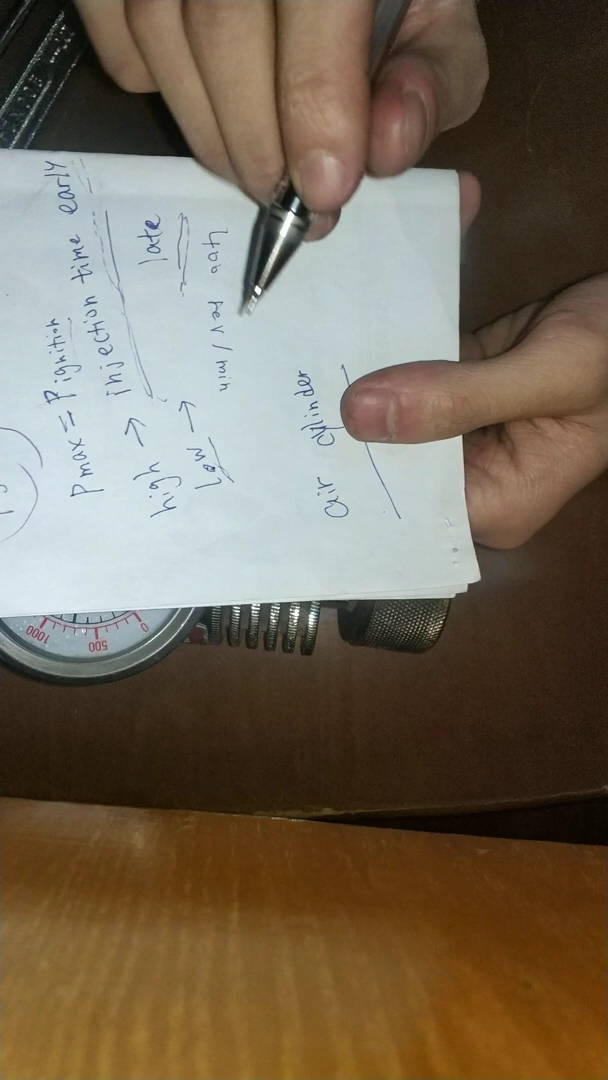 Pmax = Pignition
high → injection time early
Low → late
rev/min
air cylinder
0
500
1000